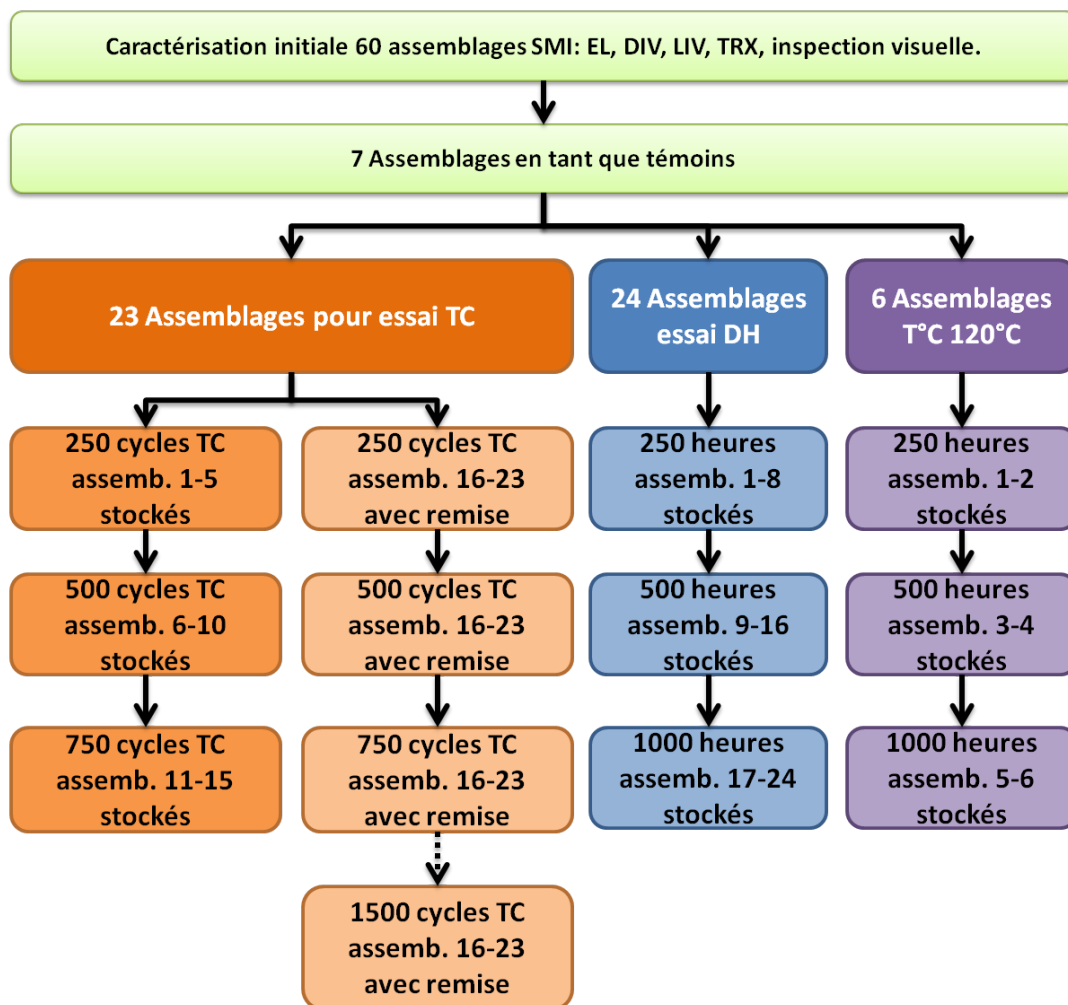 Caractérisation initiale 60 assemblages SMI: EL, DIV, LIV, TRX, inspection visuelle.
7 Assemblages en tant que témoins
23 Assemblages pour essai TC
24 Assemblages
essai DH
6 Assemblages
T°C 120°C
250 cycles TC
assemb. 1-5
stockés
250 cycles TC
assemb. 16-23
avec remise
250 heures
assemb. 1-8
stockés
250 heures
assemb. 1-2
stockés
500 cycles TC
assemb. 6-10
stockés
500 cycles TC
assemb. 16-23
avec remise
500 heures
assemb. 9-16
stockés
500 heures
assemb. 3-4
stockés
750 cycles TC
assemb. 11-15
stockés
750 cycles TC
assemb. 16-23
avec remise
1000 heures
assemb. 17-24
stockés
1000 heures
assemb. 5-6
stockés
1500 cycles TC
assemb. 16-23
avec remise